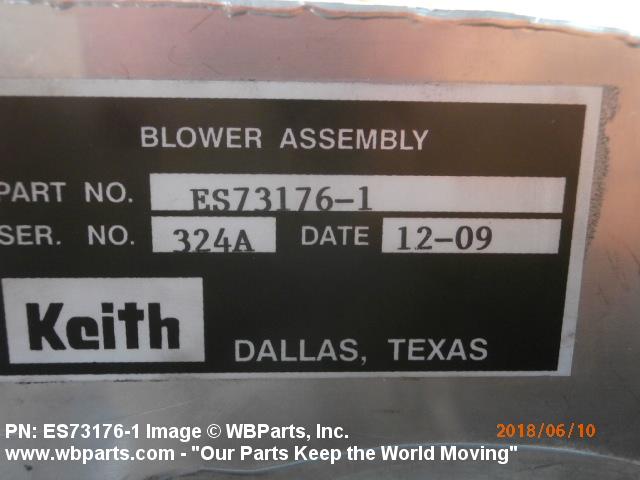 BLOWER ASSEMBLY
PART NO. ES73176-1
SER. NO. 324A DATE 12-09
Keith
DALLAS, TEXAS
PN: ES73176-1 Image © WBParts, Inc. 2018/06/10
www.wbparts.com - "Our Parts Keep the World Moving"